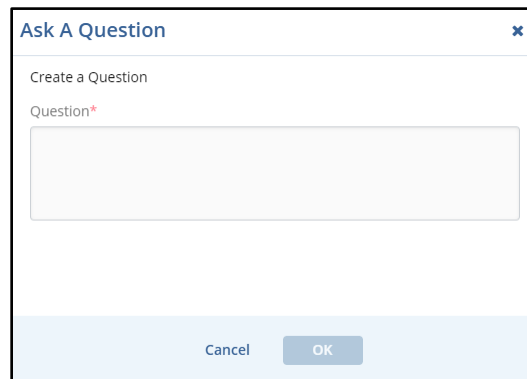 Ask A Question
Create a Question
Question*
Cancel
OK